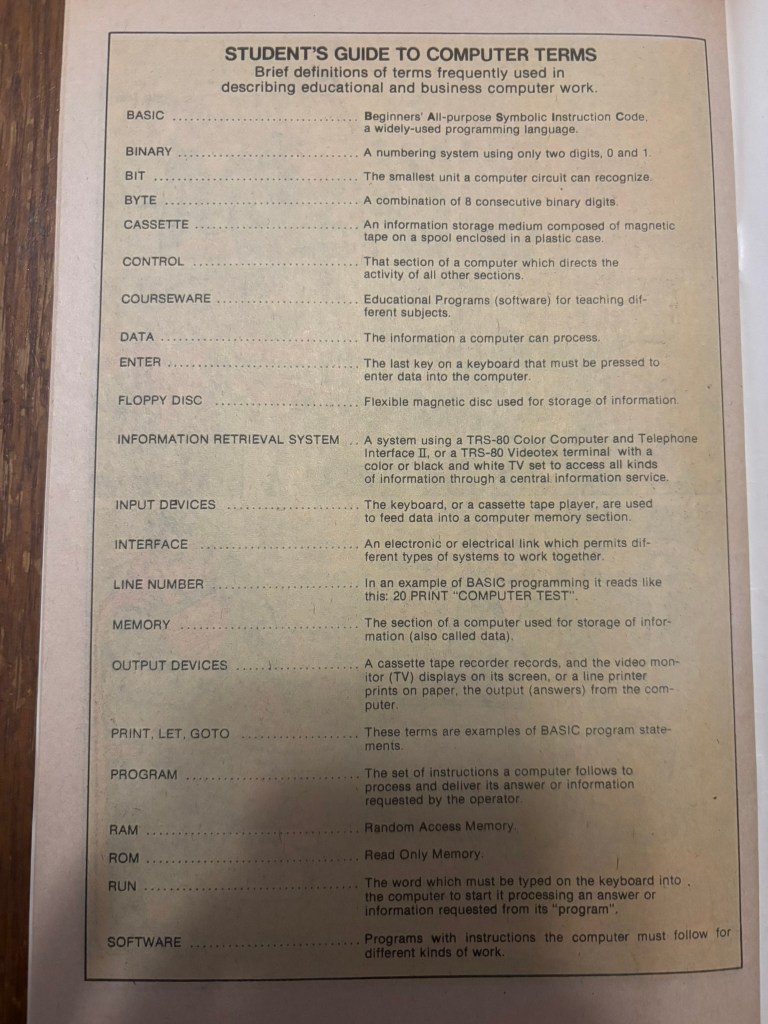 STUDENT'S GUIDE TO COMPUTER TERMS
Brief definitions of terms frequently used in
describing educational and business computer work.
BASIC .......................... Beginners' All-purpose Symbolic Instruction Code,
a widely-used programming language.
BINARY .......................... A numbering system using only two digits, 0 and 1.
BIT .......................... The smallest unit a computer circuit can recognize.
BYTE .......................... A combination of 8 consecutive binary digits.
CASSETTE .......................... An information storage medium composed of magnetic
tape on a spool enclosed in a plastic case.
CONTROL .......................... That section of a computer which directs the
activity of all other sections.
COURSEWARE .......................... Educational Programs (software) for teaching dif-
ferent subjects.
DATA .......................... The information a computer can process.
ENTER .......................... The last key on a keyboard that must be pressed to
enter data into the computer.
FLOPPY DISC .......................... Flexible magnetic disc used for storage of information.
INFORMATION RETRIEVAL SYSTEM .. A system using a TRS-80 Color Computer and Telephone
Interface II, or a TRS-80 Videotex terminal with a
color or black and white TV set to access all kinds
of information through a central information service.
INPUT DEVICES .......................... The keyboard, or a cassette tape player, are used
to feed data into a computer memory section.
INTERFACE .......................... An electronic or electrical link which permits dif-
ferent types of systems to work together.
LINE NUMBER .......................... In an example of BASIC programming it reads like
this: 20 PRINT "COMPUTER TEST".
MEMORY .......................... The section of a computer used for storage of infor-
mation (also called data).
OUTPUT DEVICES .......................... A cassette tape recorder records, and the video mon-
itor (TV) displays on its screen, or a line printer
prints on paper, the output (answers) from the com-
puter.
PRINT, LET, GOTO .......................... These terms are examples of BASIC program state-
ments.
PROGRAM .......................... The set of instructions a computer follows to
process and deliver its answer or information
requested by the operator.
RAM .......................... Random Access Memory.
ROM .......................... Read Only Memory.
RUN .......................... The word which must be typed on the keyboard into
the computer to start it processing an answer or
information requested from its "program".
SOFTWARE .......................... Programs with instructions the computer must follow for
different kinds of work.